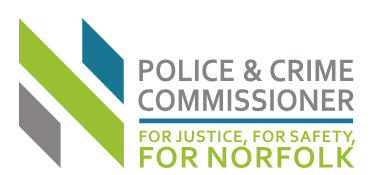 POLICE & CRIME
COMMISSIONER
FOR JUSTICE, FOR SAFETY,
FOR NORFOLK